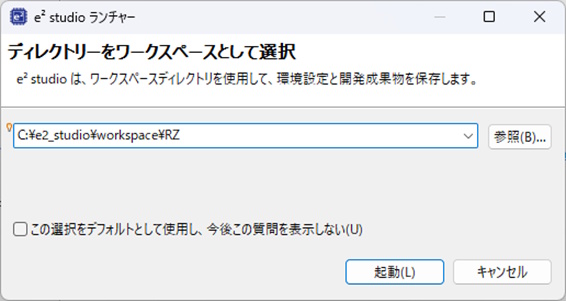 e² studio ランチャー
ディレクトリーをワークスペースとして選択
e² studio は、ワークスペースディレクトリを使用して、環境設定と開発成果物を保存します。
C:¥e2_studio¥workspace¥RZ
参照(B)...
この選択をデフォルトとして使用し、今後この質問を表示しない(U)
起動(L)
キャンセル